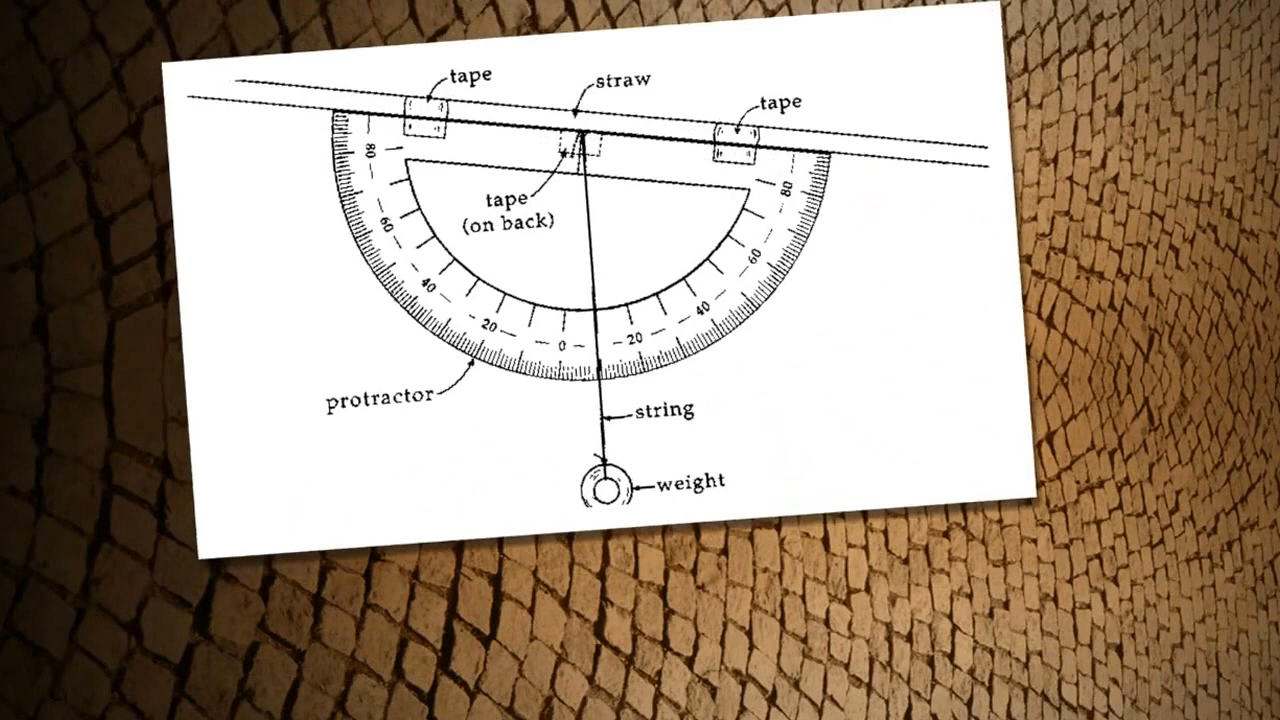 tape
straw
tape
tape
(on back)
80
60
40
20
0
20
40
60
80
protractor
string
weight